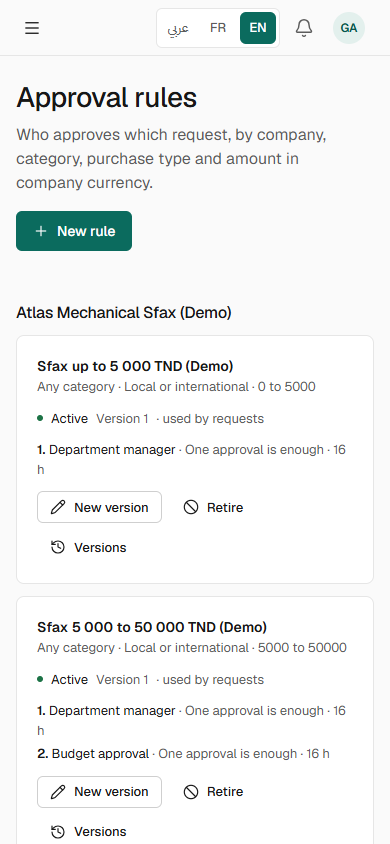 عربي FR EN GA
Approval rules
Who approves which request, by company,
category, purchase type and amount in
company currency.
+ New rule
Atlas Mechanical Sfax (Demo)
Sfax up to 5 000 TND (Demo)
Any category · Local or international · 0 to 5000
Active Version 1 · used by requests
1. Department manager · One approval is enough · 16
h
New version Retire
Versions
Sfax 5 000 to 50 000 TND (Demo)
Any category · Local or international · 5000 to 50000
Active Version 1 · used by requests
1. Department manager · One approval is enough · 16
h
2. Budget approval · One approval is enough · 16 h
New version Retire
Versions